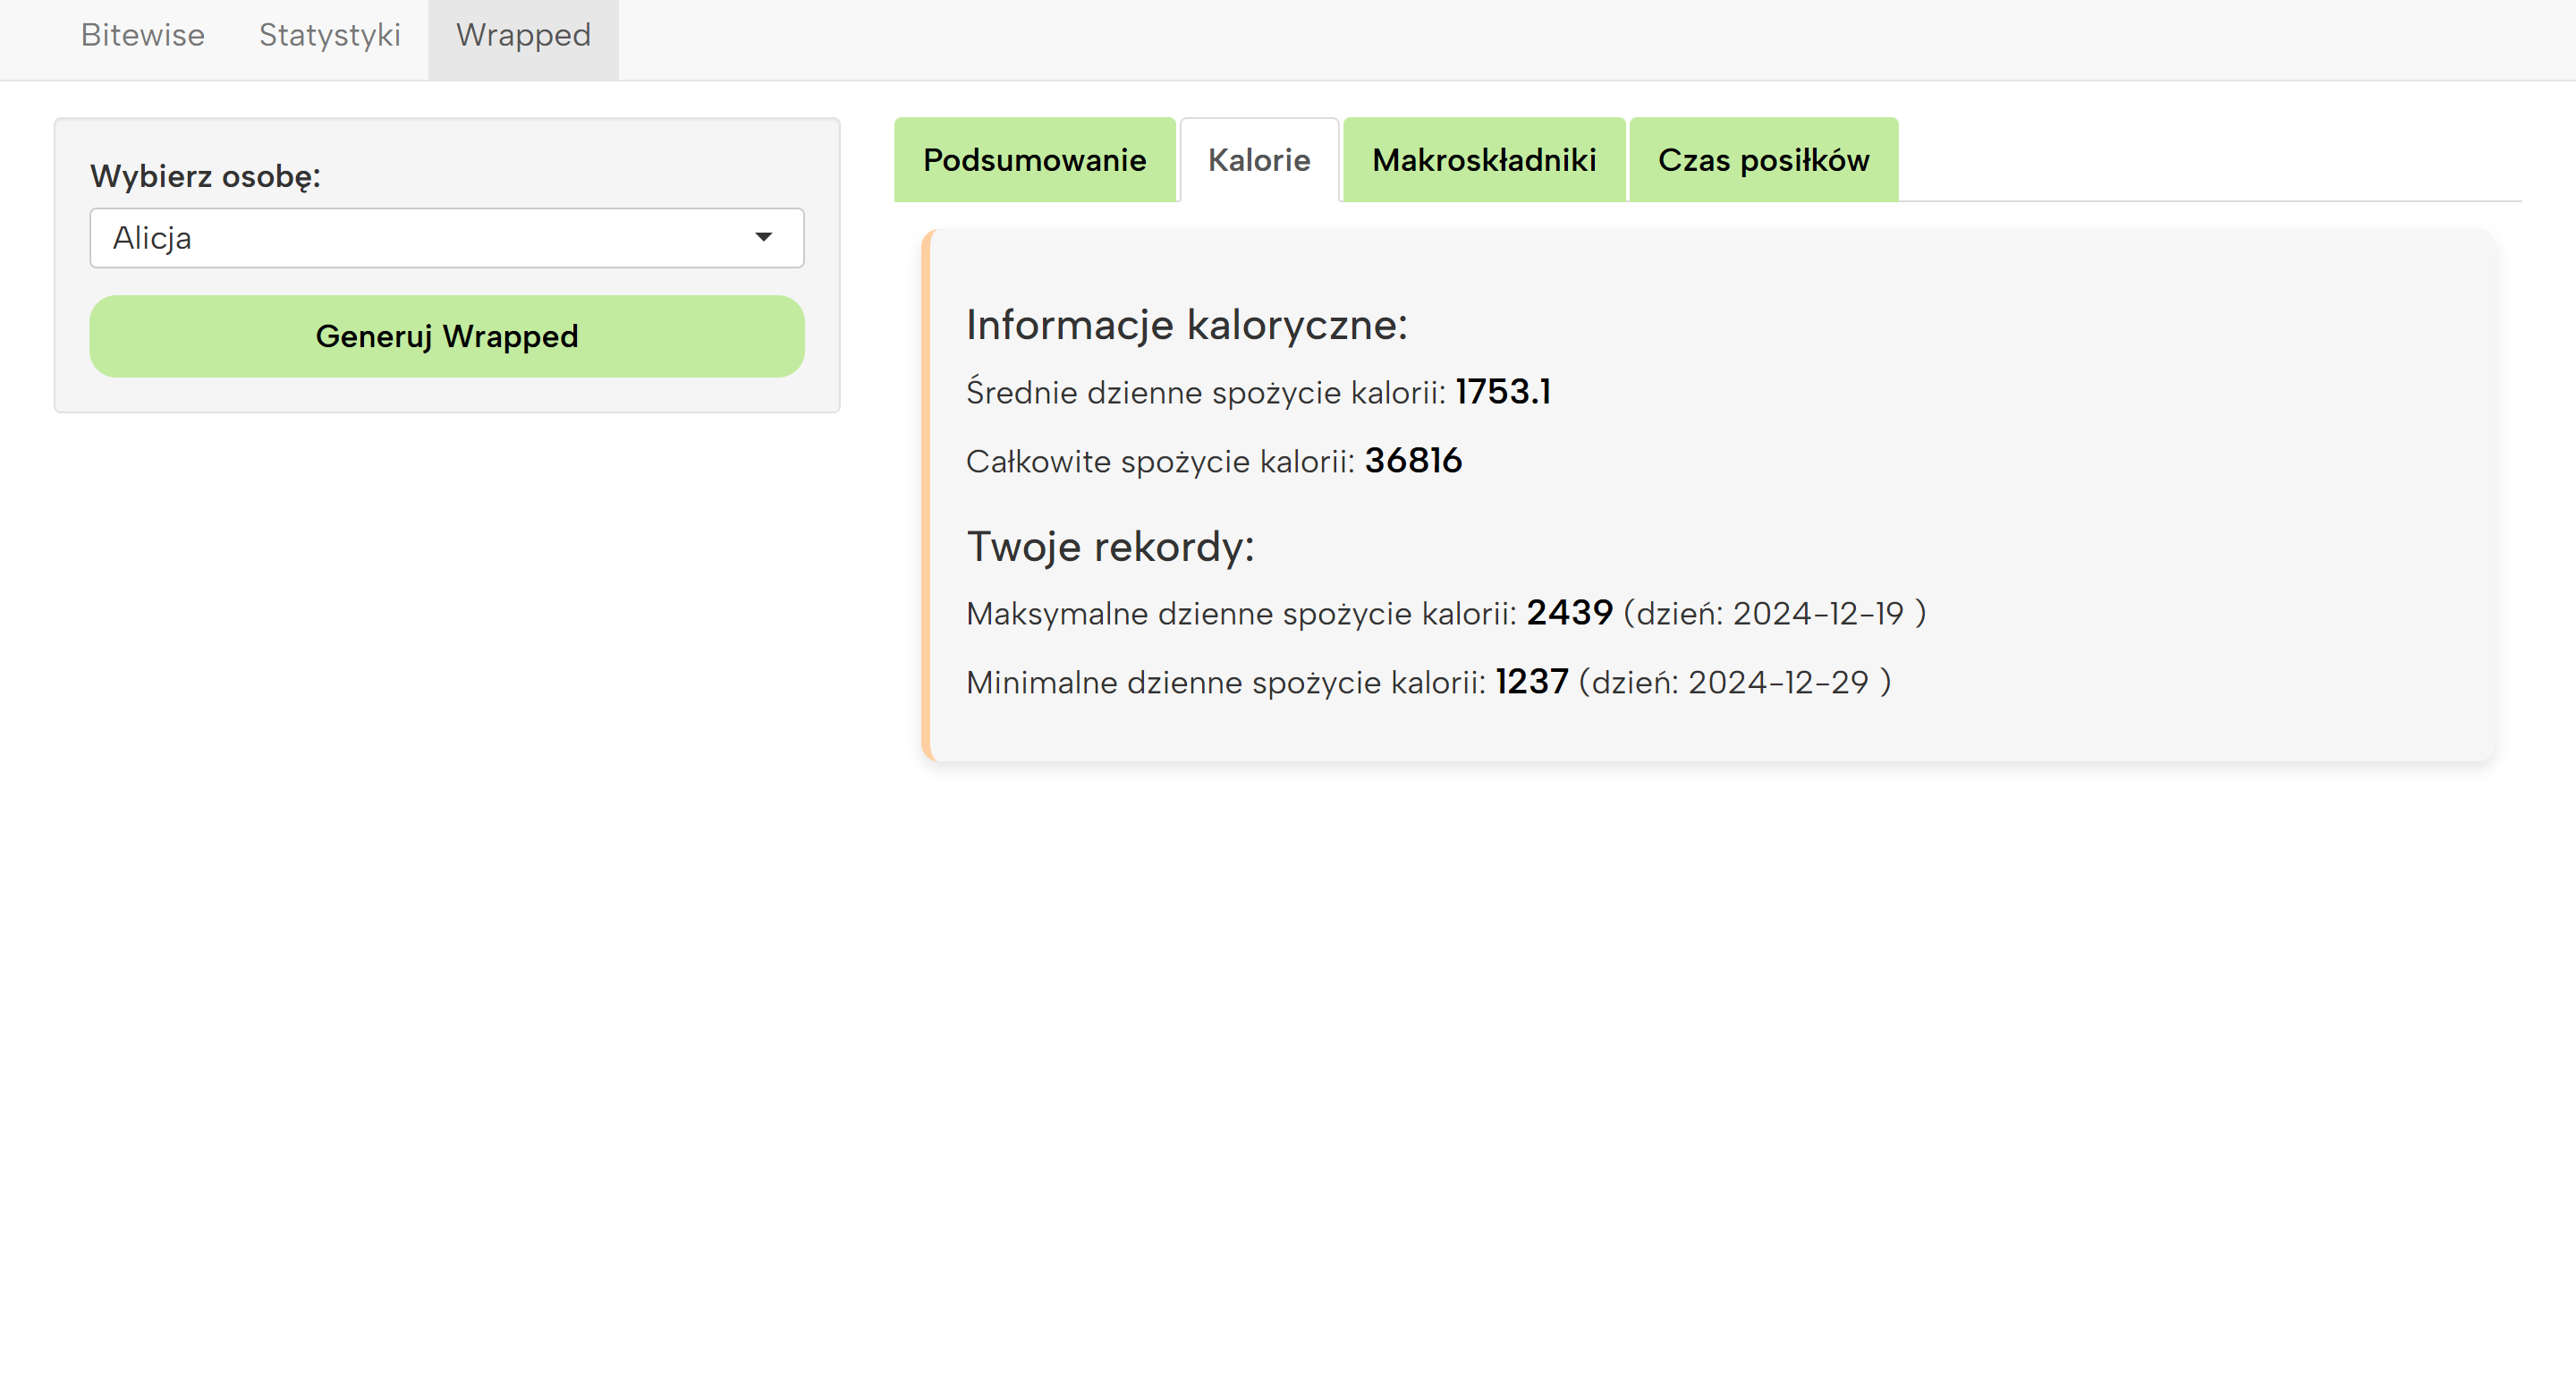 Bitewise Statystyki Wrapped
Wybierz osobę:
Alicja
Generuj Wrapped
Podsumowanie Kalorie Makroskładniki Czas posiłków
Informacje kaloryczne:
Średnie dzienne spożycie kalorii: 1753.1
Całkowite spożycie kalorii: 36816
Twoje rekordy:
Maksymalne dzienne spożycie kalorii: 2439 (dzień: 2024-12-19 )
Minimalne dzienne spożycie kalorii: 1237 (dzień: 2024-12-29 )